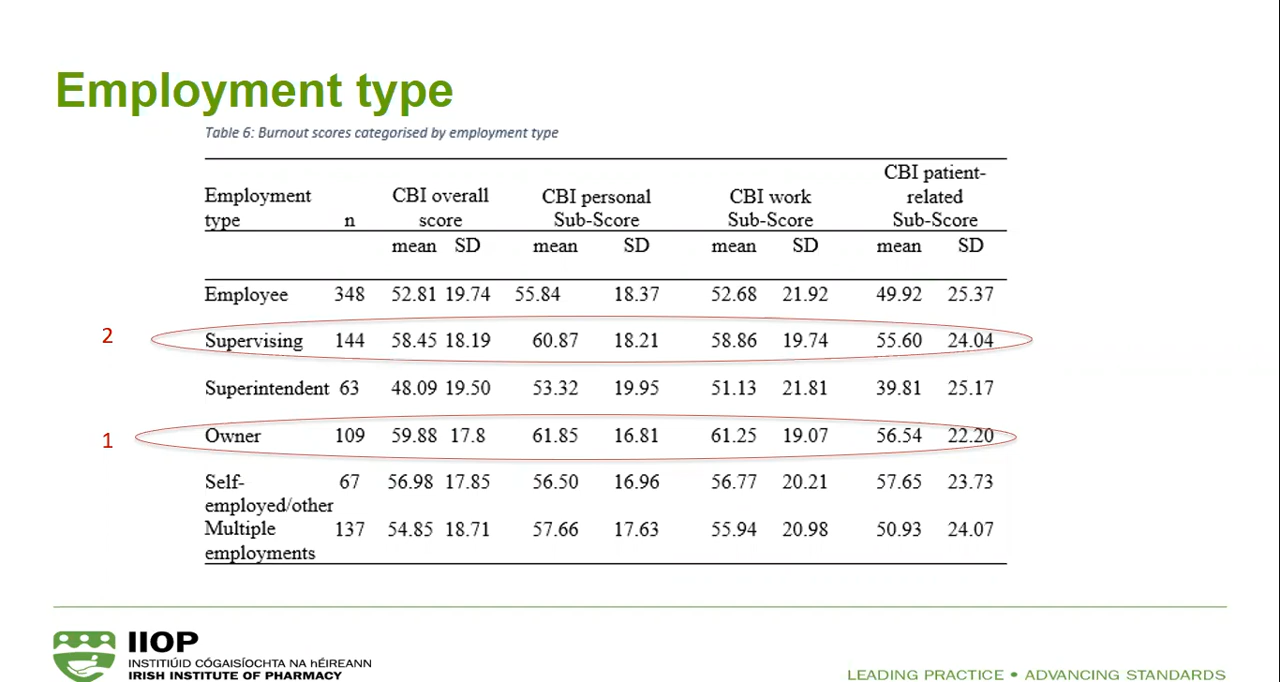 Employment type
Table 6: Burnout scores categorised by employment type
CBI patient-
Employment CBI overall CBI personal CBI work related
type n score Sub-Score Sub-Score Sub-Score
mean SD mean SD mean SD mean SD
Employee 348 52.81 19.74 55.84 18.37 52.68 21.92 49.92 25.37
2 Supervising 144 58.45 18.19 60.87 18.21 58.86 19.74 55.60 24.04
Superintendent 63 48.09 19.50 53.32 19.95 51.13 21.81 39.81 25.17
1 Owner 109 59.88 17.8 61.85 16.81 61.25 19.07 56.54 22.20
Self- 67 56.98 17.85 56.50 16.96 56.77 20.21 57.65 23.73
employed/other
Multiple 137 54.85 18.71 57.66 17.63 55.94 20.98 50.93 24.07
employments
IIOP
INSTITIÚID CÓGAISÍOCHTA NA hÉIREANN
IRISH INSTITUTE OF PHARMACY
LEADING PRACTICE • ADVANCING STANDARDS